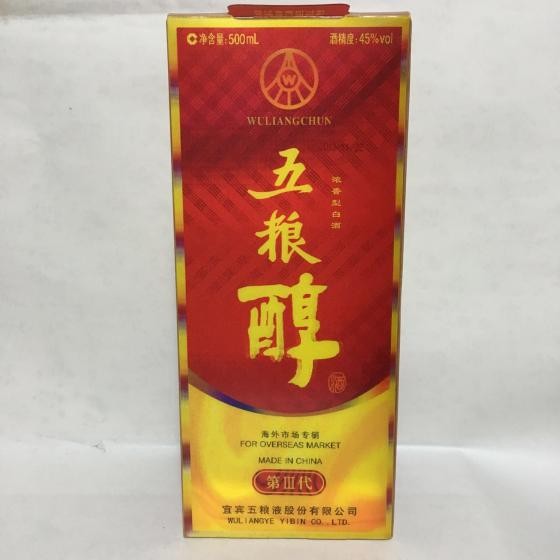 净含量:500mL
酒精度:45%vol
W
WULIANGCHUN
五粮醇
浓香型白酒
海外市场专销
FOR OVERSEAS MARKET
MADE IN CHINA
第III代
宜宾五粮液股份有限公司
WULIANGYE YIBIN CO.,LTD.